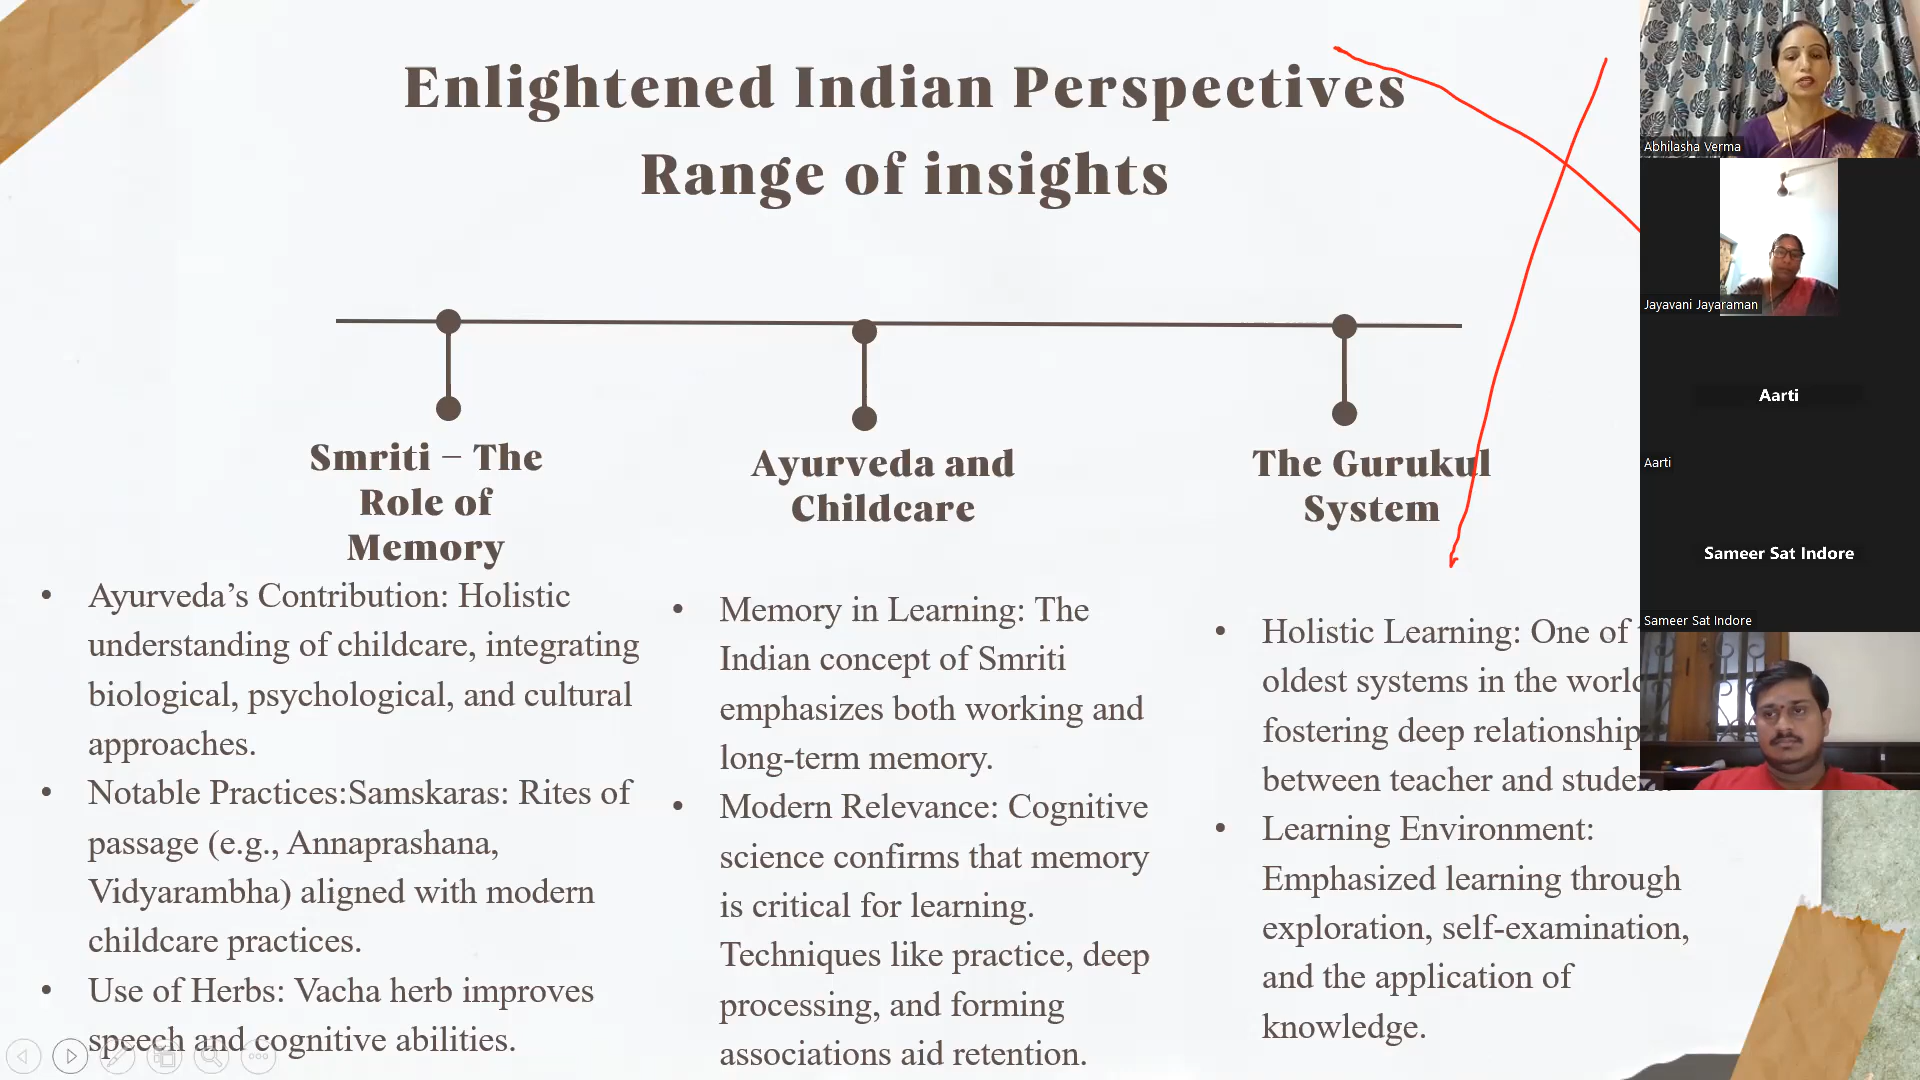 Enlightened Indian Perspectives
Range of insights
Smriti – The
Role of
Memory
• Ayurveda’s Contribution: Holistic
understanding of childcare, integrating
biological, psychological, and cultural
approaches.
• Notable Practices:Samskaras: Rites of
passage (e.g., Annaprashana,
Vidyarambha) aligned with modern
childcare practices.
• Use of Herbs: Vacha herb improves
speech and cognitive abilities.
Ayurveda and
Childcare
• Memory in Learning: The
Indian concept of Smriti
emphasizes both working and
long-term memory.
• Modern Relevance: Cognitive
science confirms that memory
is critical for learning.
Techniques like practice, deep
processing, and forming
associations aid retention.
The Gurukul
System
• Holistic Learning: One of
oldest systems in the world
fostering deep relationship
between teacher and studen
• Learning Environment:
Emphasized learning through
exploration, self-examination,
and the application of
knowledge.
Abhilasha Verma
Jayavani Jayaraman
Aarti
Aarti
Sameer Sat Indore
Sameer Sat Indore